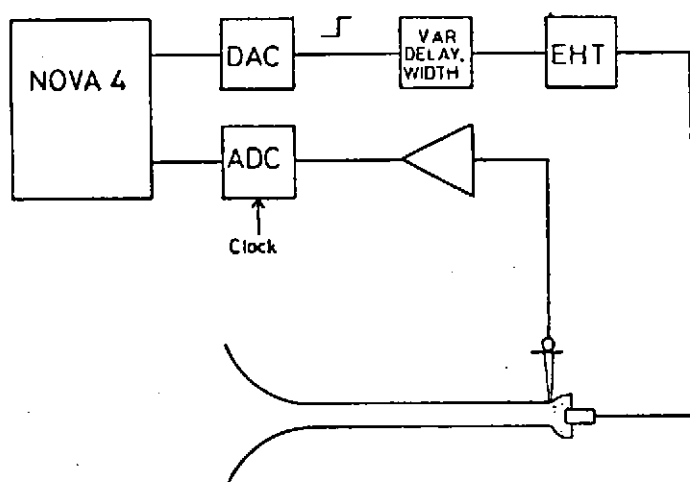 NOVA 4
DAC
VAR
DELAY,
WIDTH
EHT
ADC
Clock